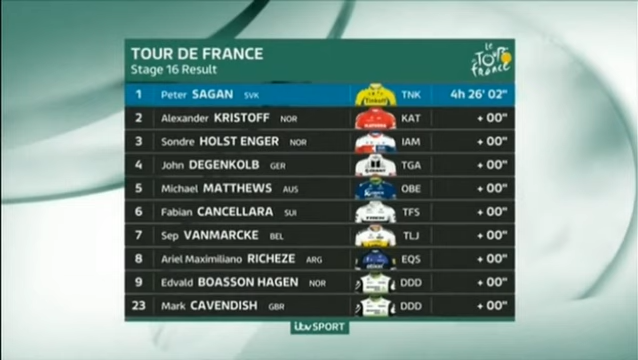 TOUR DE FRANCE
Stage 16 Result
le TOUR de france
1 Peter SAGAN SVK Tinkoff TNK 4h 26' 02"
2 Alexander KRISTOFF NOR KAT + 00"
3 Sondre HOLST ENGER NOR IAM + 00"
4 John DEGENKOLB GER TGA + 00"
5 Michael MATTHEWS AUS OBE + 00"
6 Fabian CANCELLARA SUI TREK TFS + 00"
7 Sep VANMARCKE BEL TLJ + 00"
8 Ariel Maximiliano RICHEZE ARG EQS + 00"
9 Edvald BOASSON HAGEN NOR DDD + 00"
23 Mark CAVENDISH GBR DDD + 00"
itv SPORT